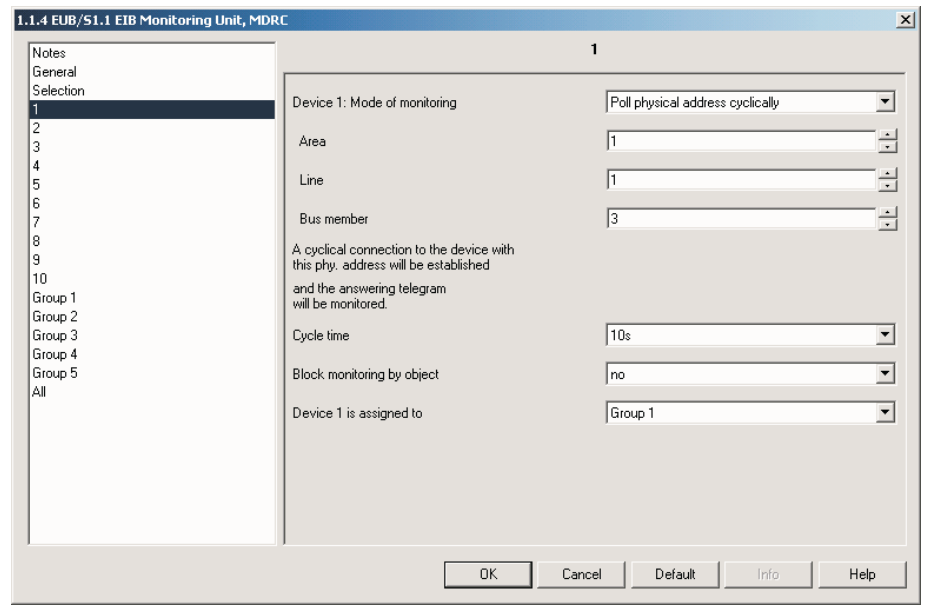 1.1.4 EUB/S1.1 EIB Monitoring Unit, MDRC
Notes
General
Selection
1
2
3
4
5
6
7
8
9
10
Group 1
Group 2
Group 3
Group 4
Group 5
All
1
Device 1: Mode of monitoring
Poll physical address cyclically
Area
1
Line
1
Bus member
3
A cyclical connection to the device with
this phy. address will be established
and the answering telegram
will be monitored.
Cycle time
10s
Block monitoring by object
no
Device 1 is assigned to
Group 1
OK
Cancel
Default
Info
Help